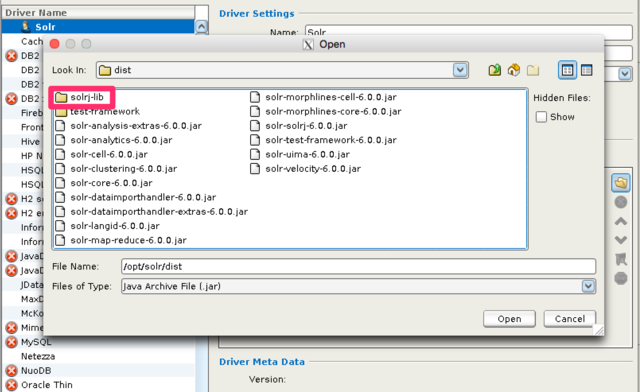 Driver Name
Solr
Cach
DB2
DB2
DB2
DB2
Fireb
Front
Hive
HP N
HSQL
HSQL
H2 s
H2 e
Inforr
Inforr
JavaD
JavaD
JData
MaxD
McKo
Mime
MySQL
Netezza
NuoDB
Oracle Thin
Driver Settings
Name: Solr
Open
Look In: dist
solrj-lib
test-framework
solr-analysis-extras-6.0.0.jar
solr-analytics-6.0.0.jar
solr-cell-6.0.0.jar
solr-clustering-6.0.0.jar
solr-core-6.0.0.jar
solr-dataimporthandler-6.0.0.jar
solr-dataimporthandler-extras-6.0.0.jar
solr-langid-6.0.0.jar
solr-map-reduce-6.0.0.jar
solr-morphlines-cell-6.0.0.jar
solr-morphlines-core-6.0.0.jar
solr-solrj-6.0.0.jar
solr-test-framework-6.0.0.jar
solr-uima-6.0.0.jar
solr-velocity-6.0.0.jar
Hidden Files:
Show
File Name: /opt/solr/dist
Files of Type: Java Archive File (.jar)
Open Cancel
Driver Meta Data
Version: